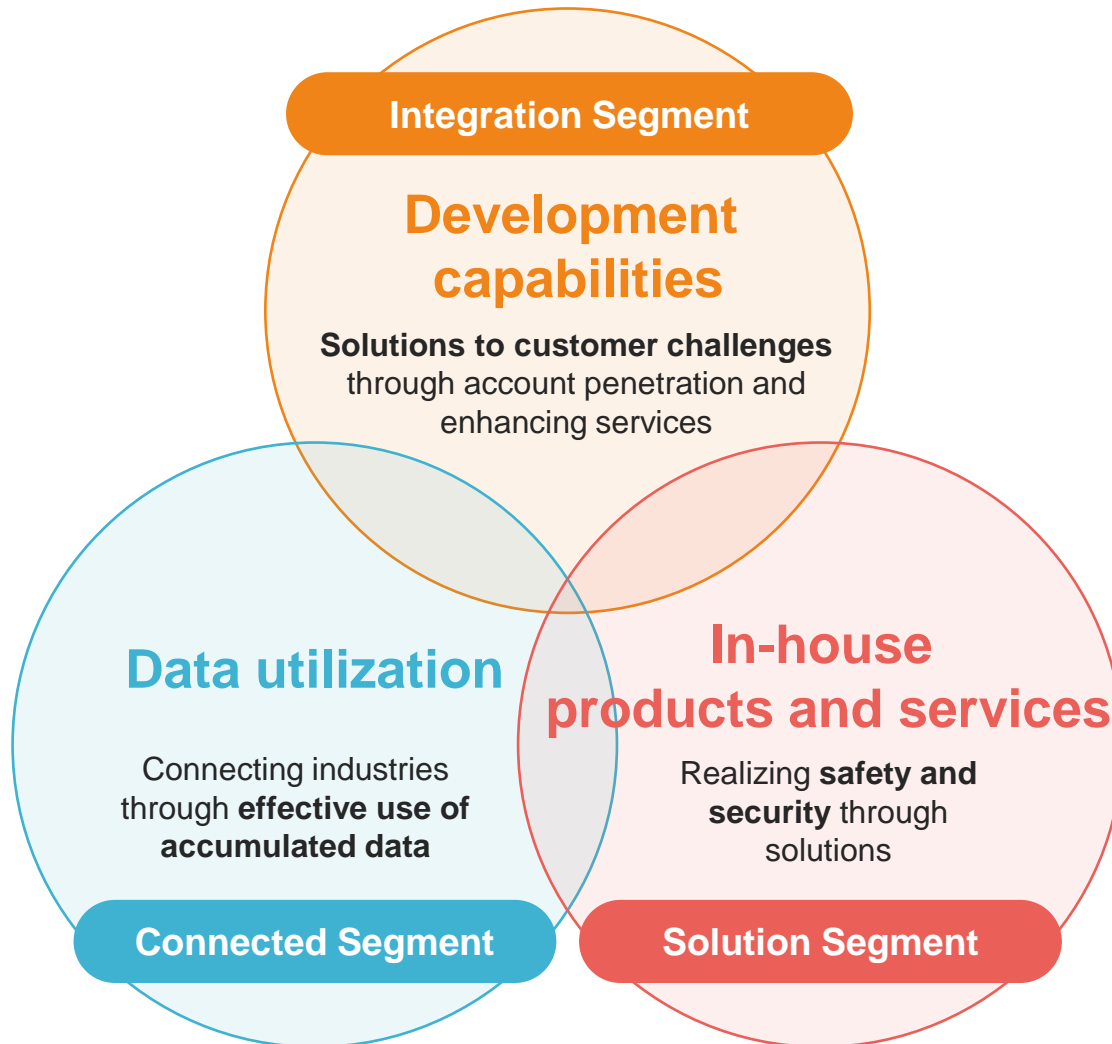 Integration Segment
Development
capabilities
Solutions to customer challenges
through account penetration and
enhancing services
Data utilization
Connecting industries
through effective use of
accumulated data
Connected Segment
In-house
products and services
Realizing safety and
security through
solutions
Solution Segment